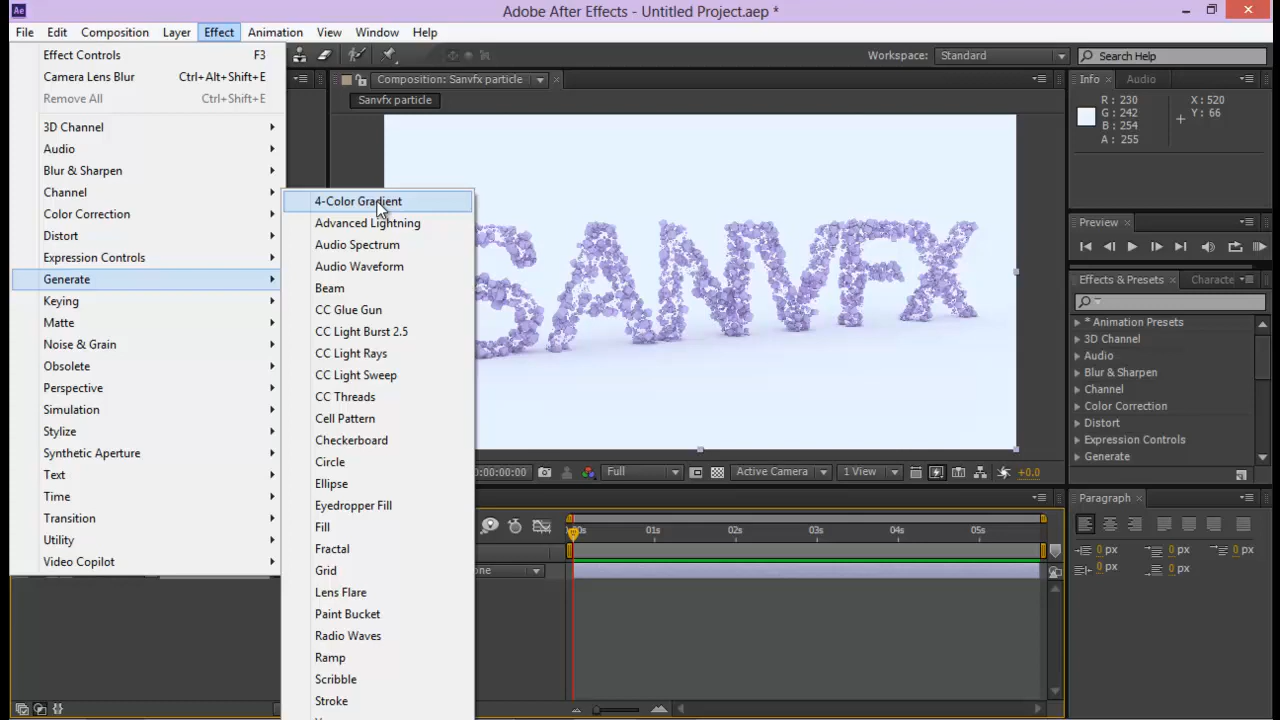 Ae
Adobe After Effects - Untitled Project.aep *
File Edit Composition Layer Effect Animation View Window Help
Effect Controls F3
Camera Lens Blur Ctrl+Alt+Shift+E
Remove All Ctrl+Shift+E
3D Channel
Audio
Blur & Sharpen
Channel
Color Correction
Distort
Expression Controls
Generate
Keying
Matte
Noise & Grain
Obsolete
Perspective
Simulation
Stylize
Synthetic Aperture
Text
Time
Transition
Utility
Video Copilot
4-Color Gradient
Advanced Lightning
Audio Spectrum
Audio Waveform
Beam
CC Glue Gun
CC Light Burst 2.5
CC Light Rays
CC Light Sweep
CC Threads
Cell Pattern
Checkerboard
Circle
Ellipse
Eyedropper Fill
Fill
Fractal
Grid
Lens Flare
Paint Bucket
Radio Waves
Ramp
Scribble
Stroke
Workspace: Standard
Search Help
Composition: Sanvfx particle
Sanvfx particle
SANVFX
0:00:00:00 Full Active Camera 1 View +0.0
00s 01s 02s 03s 04s 05s
one
Info Audio
R : 230 X : 520
G : 242 Y : 66
B : 254
A : 255
Preview
Effects & Presets Characte
* Animation Presets
3D Channel
Audio
Blur & Sharpen
Channel
Color Correction
Distort
Expression Controls
Generate
Paragraph
0 px 0 px 0 px
0 px 0 px